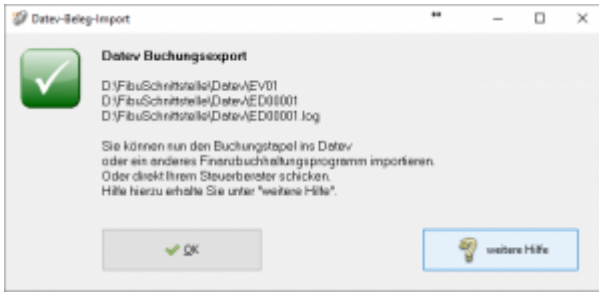 Datev-Beleg-Import
Datev Buchungsexport
D:\FibuSchnittstelle\Datev\EV01
D:\FibuSchnittstelle\Datev\ED00001
D:\FibuSchnittstelle\Datev\ED00001.log
Sie können nun den Buchungstapel ins Datev
oder ein anderes Finanzbuchhaltungsprogramm importieren.
Oder direkt Ihrem Steuerberater schicken.
Hilfe hierzu erhalte Sie unter "weitere Hilfe".
OK
weitere Hilfe